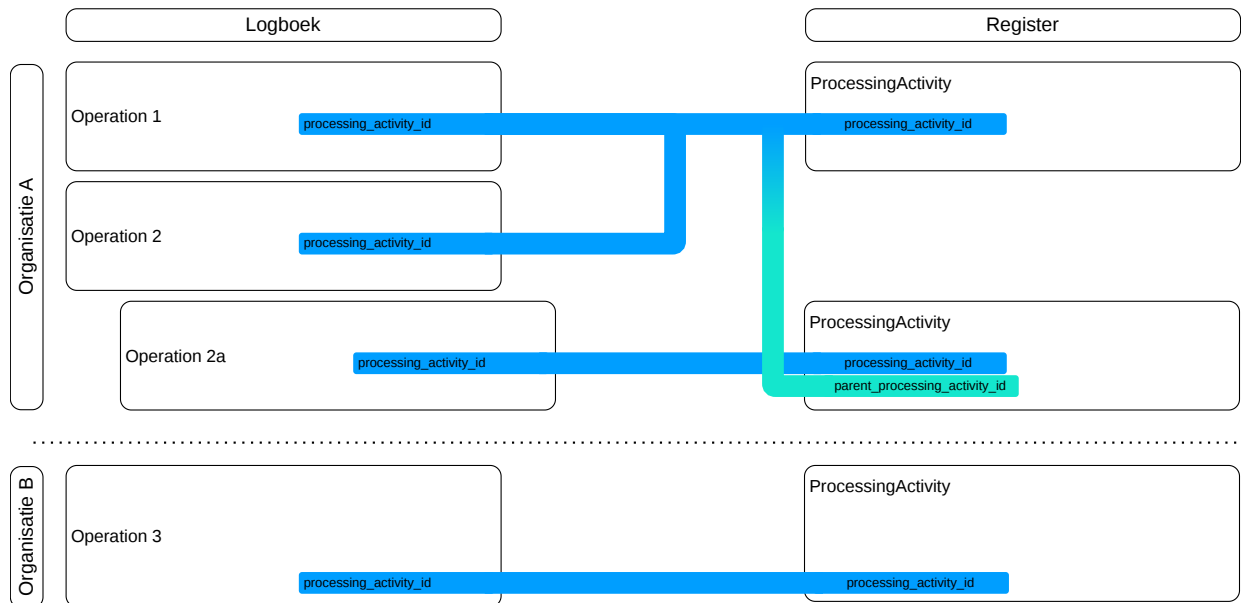 Logboek
Register
Organisatie A
Operation 1
processing_activity_id
ProcessingActivity
processing_activity_id
Operation 2
processing_activity_id
Operation 2a
processing_activity_id
ProcessingActivity
processing_activity_id
parent_processing_activity_id
Organisatie B
Operation 3
processing_activity_id
ProcessingActivity
processing_activity_id